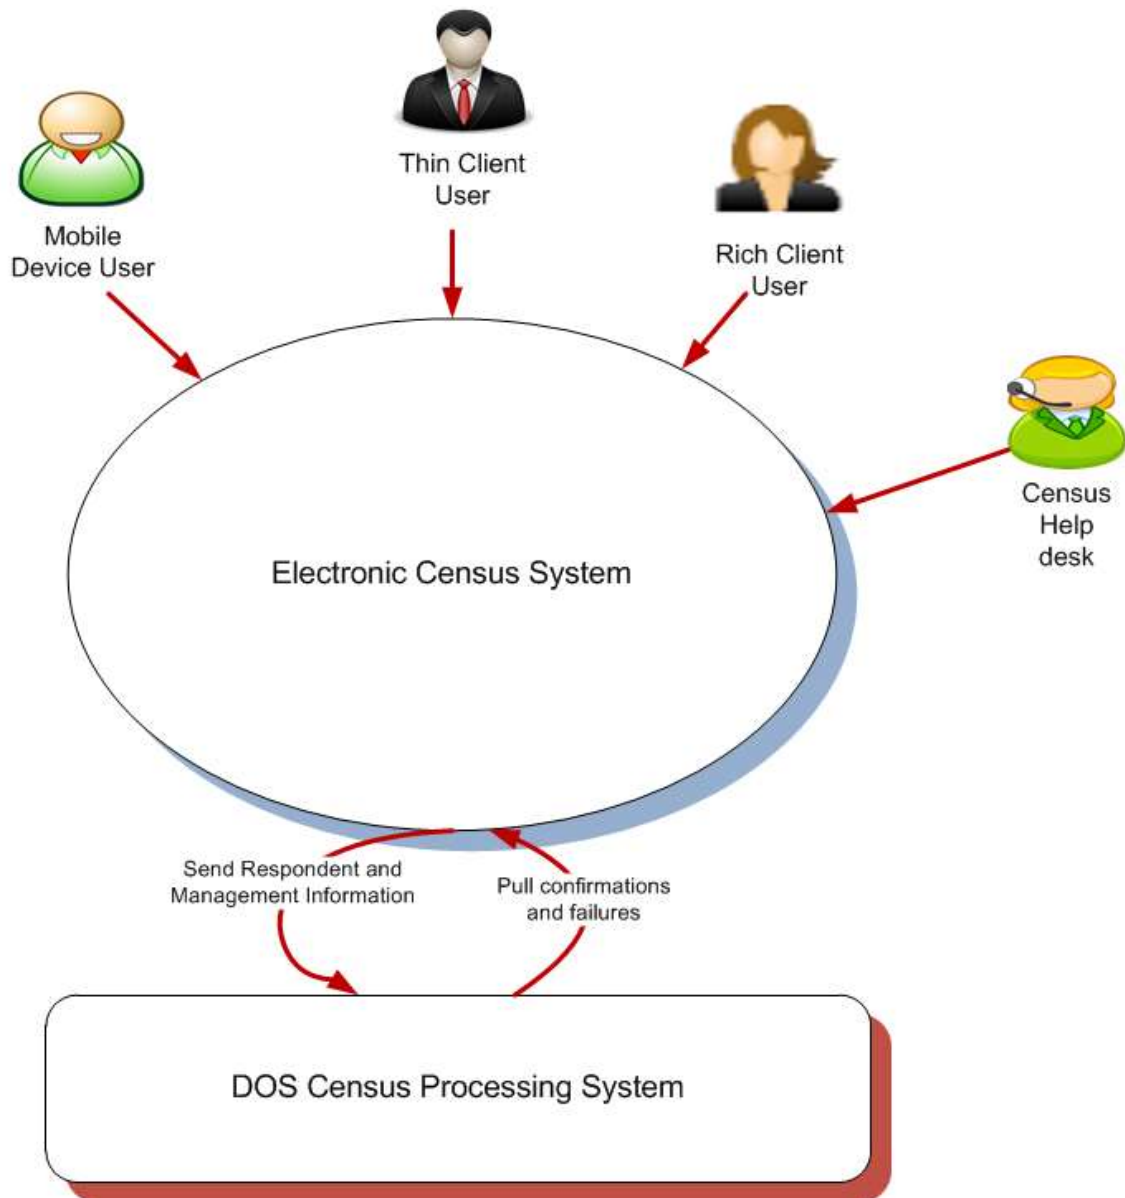 Thin Client
User
Mobile
Device User
Rich Client
User
Census
Help
desk
Electronic Census System
Send Respondent and
Management Information
Pull confirmations
and failures
DOS Census Processing System